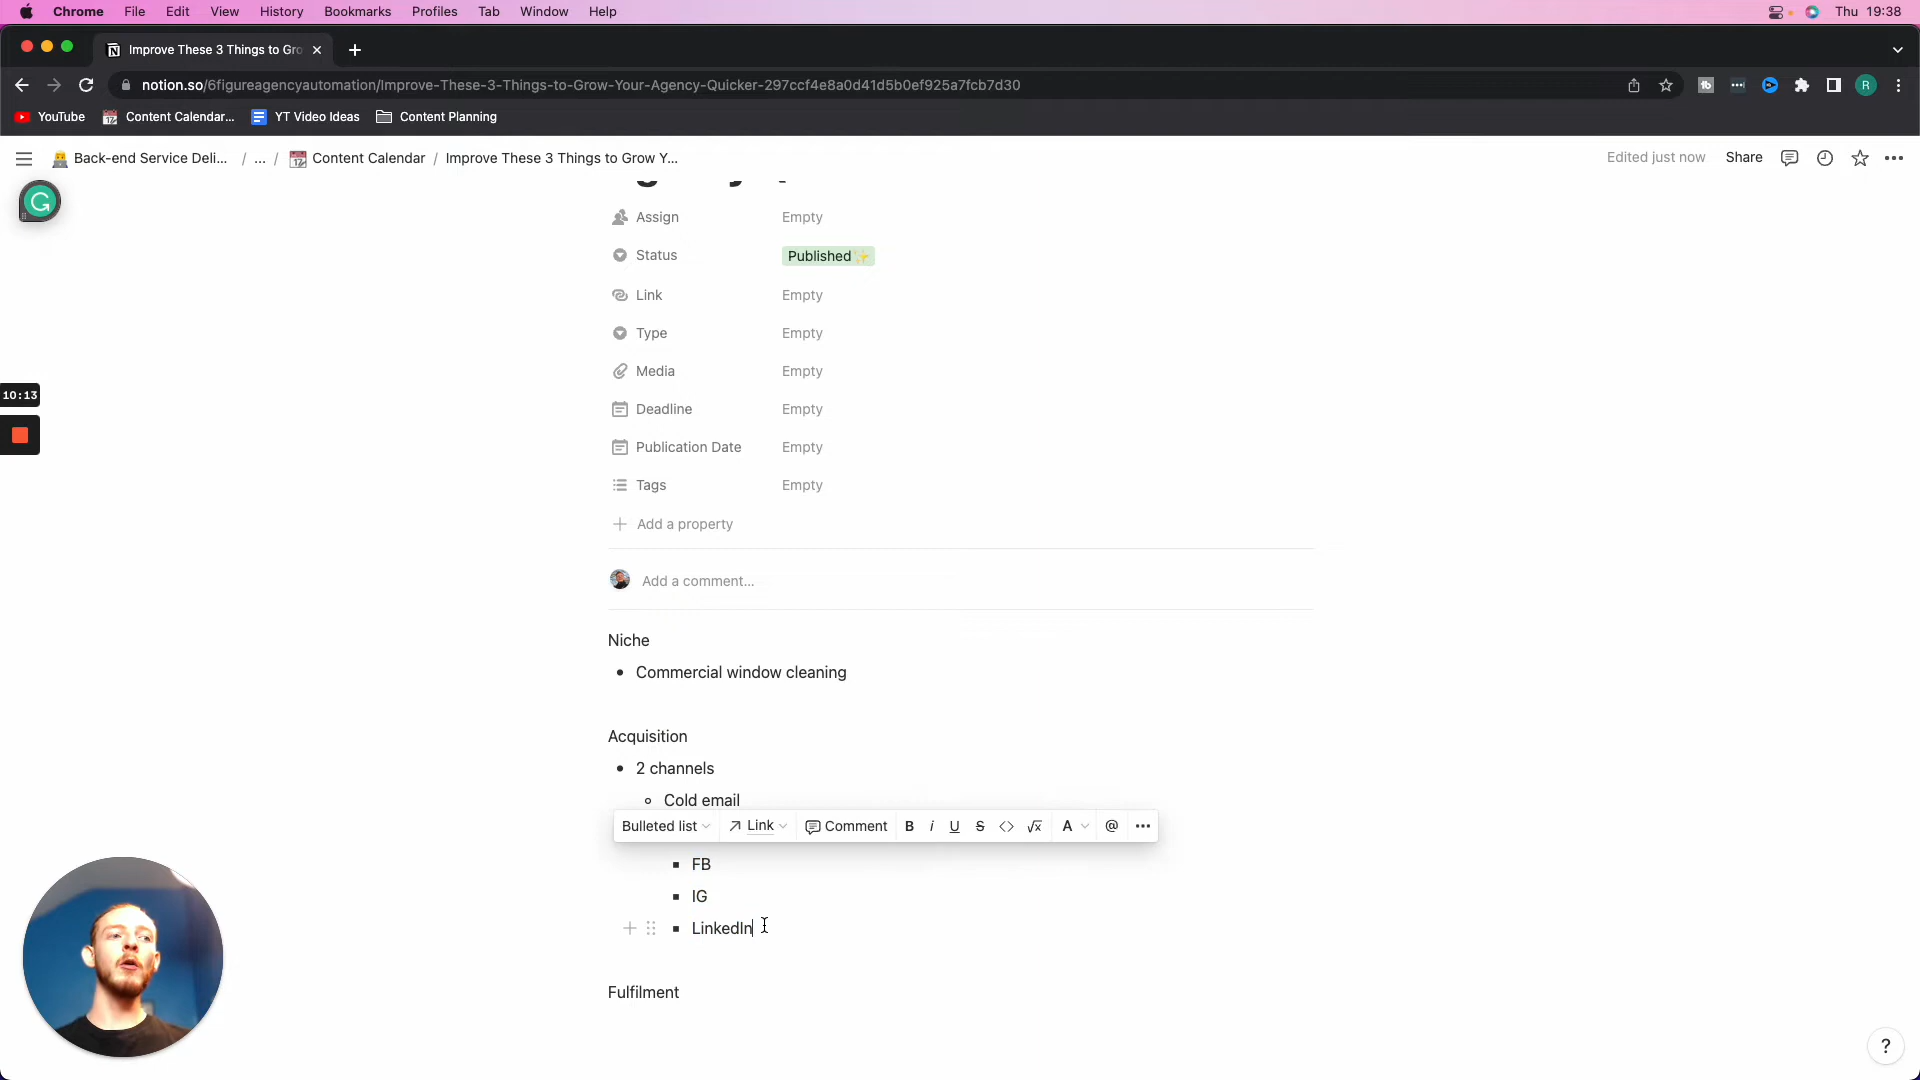 Chrome File Edit View History Bookmarks Profiles Tab Window Help Thu 19:38
Improve These 3 Things to Gro
notion.so/6figureagencyautomation/Improve-These-3-Things-to-Grow-Your-Agency-Quicker-297ccf4e8a0d41d5b0ef925a7fcb7d30
YouTube Content Calendar... YT Video Ideas Content Planning
Back-end Service Deli... / ... / Content Calendar / Improve These 3 Things to Grow Y... Edited just now Share
Assign Empty
Status Published
Link Empty
Type Empty
Media Empty
10:13
Deadline Empty
Publication Date Empty
Tags Empty
Add a property
Add a comment...
Niche
Commercial window cleaning
Acquisition
2 channels
Cold email
Bulleted list Link Comment B i U S <> √x A @
FB
IG
LinkedIn
Fulfilment
?